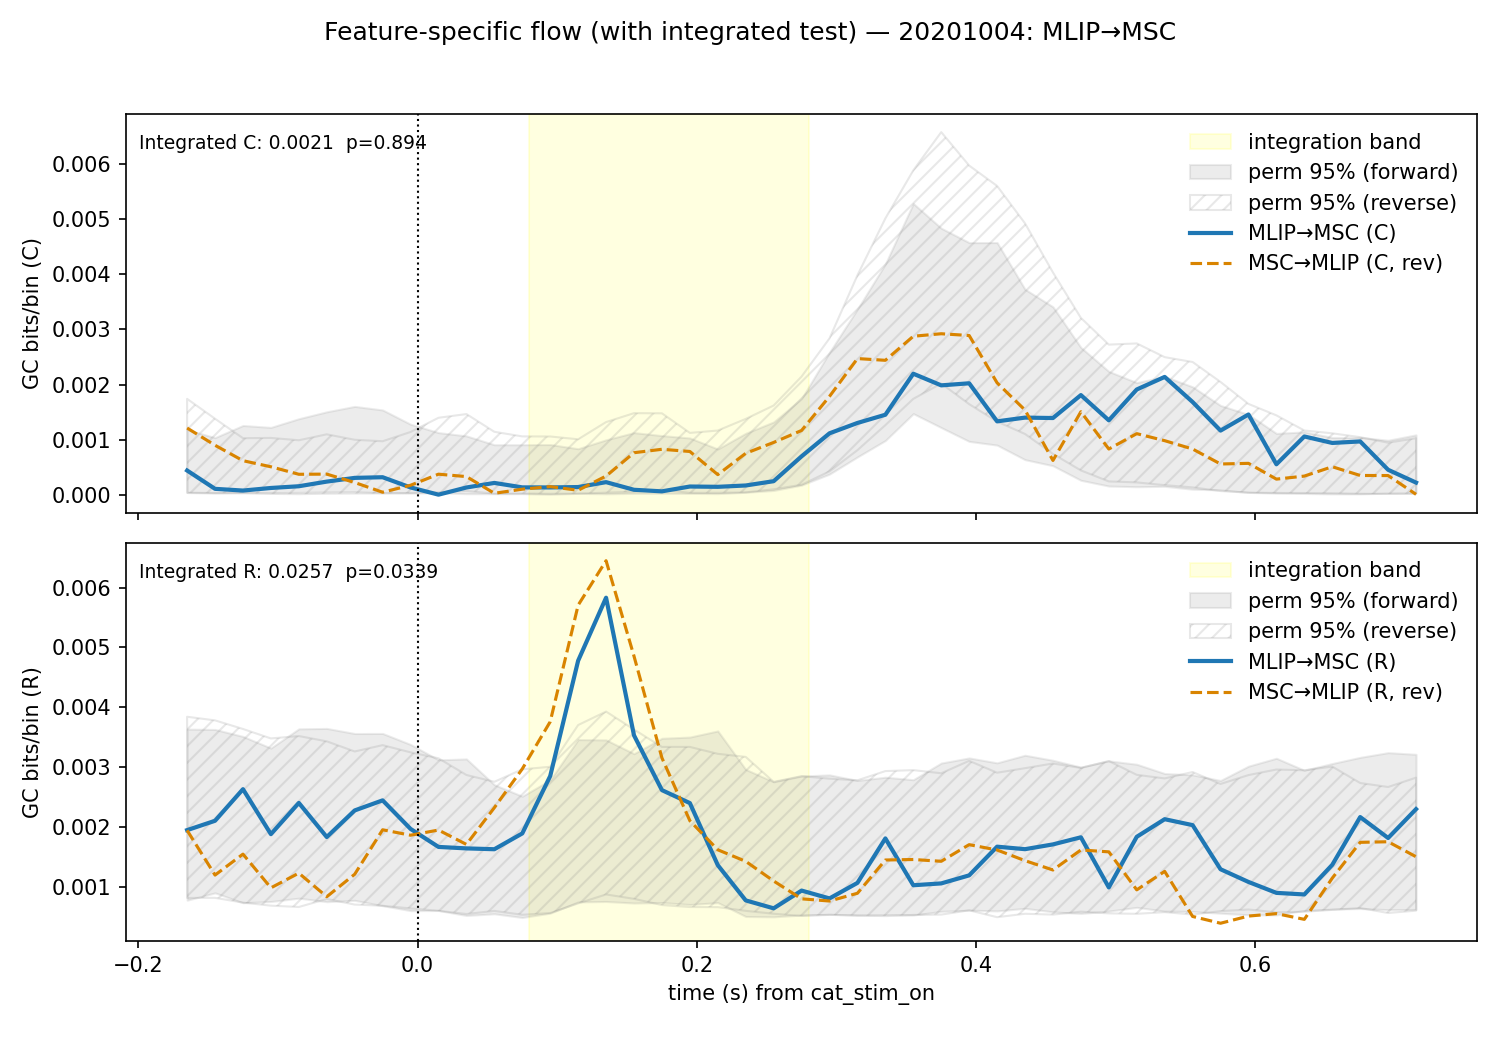 Feature-specific flow (with integrated test) — 20201004: MLIP→MSC
Integrated C: 0.0021  p=0.894
integration band
perm 95% (forward)
perm 95% (reverse)
MLIP→MSC (C)
MSC→MLIP (C, rev)
GC bits/bin (C)
0.006
0.005
0.004
0.003
0.002
0.001
0.000
Integrated R: 0.0257  p=0.0339
integration band
perm 95% (forward)
perm 95% (reverse)
MLIP→MSC (R)
MSC→MLIP (R, rev)
GC bits/bin (R)
0.006
0.005
0.004
0.003
0.002
0.001
−0.2 0.0 0.2 0.4 0.6
time (s) from cat_stim_on